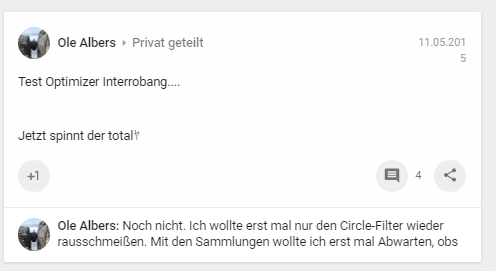 Ole Albers › Privat geteilt
11.05.201
5
Test Optimizer Interrobang....
Jetzt spinnt der total
+1
4
Ole Albers: Noch nicht. Ich wollte erst mal nur den Circle-Filter wieder
rausschmeißen. Mit den Sammlungen wollte ich erst mal Abwarten, obs